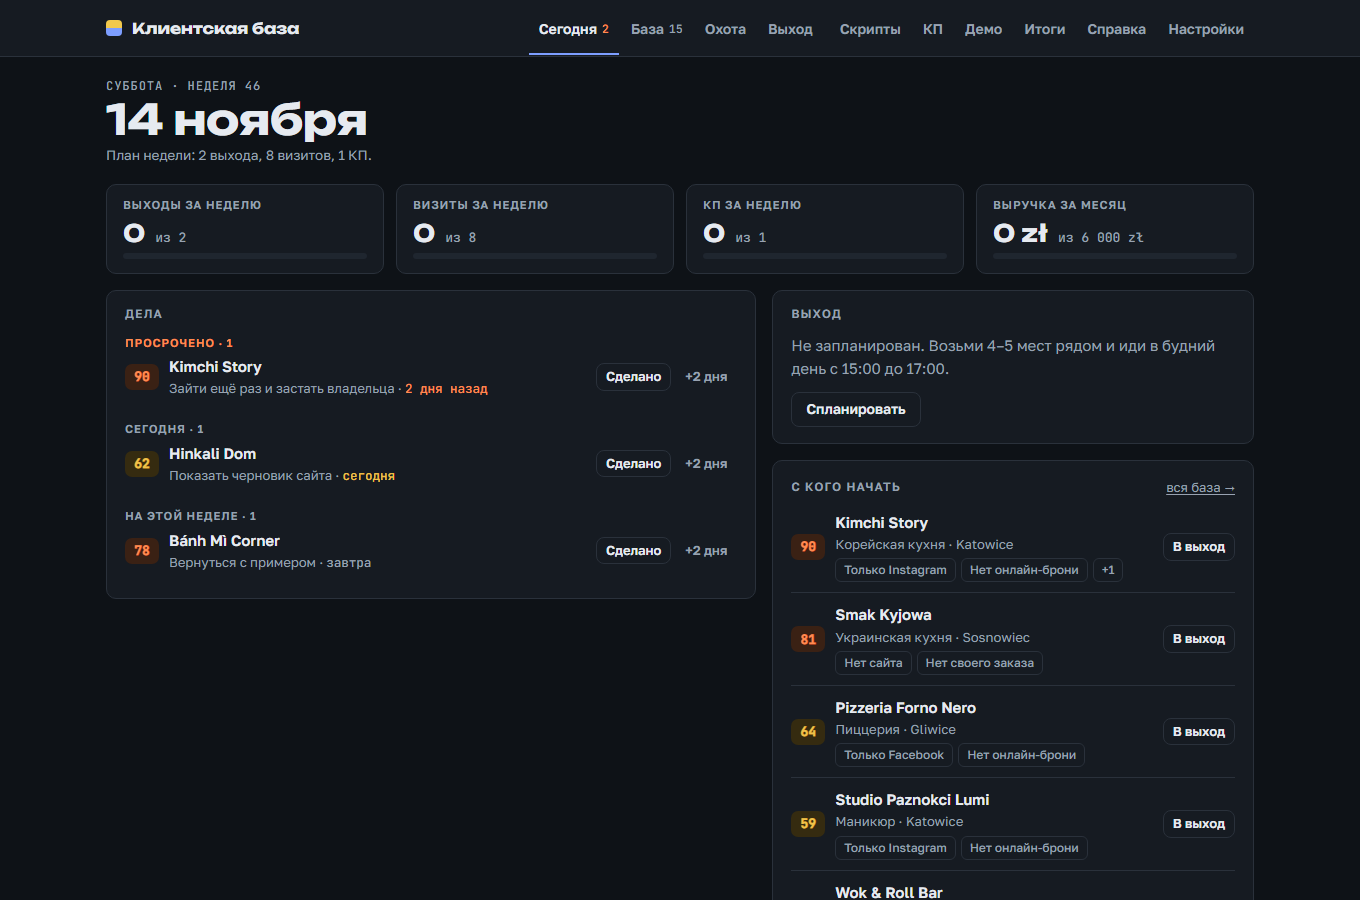 Клиентская база
Сегодня 2 База 15 Охота Выход Скрипты КП Демо Итоги Справка Настройки
СУББОТА · НЕДЕЛЯ 46
14 ноября
План недели: 2 выхода, 8 визитов, 1 КП.
ВЫХОДЫ ЗА НЕДЕЛЮ
0 из 2
ВИЗИТЫ ЗА НЕДЕЛЮ
0 из 8
КП ЗА НЕДЕЛЮ
0 из 1
ВЫРУЧКА ЗА МЕСЯЦ
0 zł из 6 000 zł
ДЕЛА
ПРОСРОЧЕНО · 1
90
Kimchi Story
Зайти ещё раз и застать владельца · 2 дня назад
Сделано +2 дня
СЕГОДНЯ · 1
62
Hinkali Dom
Показать черновик сайта · сегодня
Сделано +2 дня
НА ЭТОЙ НЕДЕЛЕ · 1
78
Bánh Mì Corner
Вернуться с примером · завтра
Сделано +2 дня
ВЫХОД
Не запланирован. Возьми 4–5 мест рядом и иди в будний
день с 15:00 до 17:00.
Спланировать
С КОГО НАЧАТЬ
вся база →
90
Kimchi Story
Корейская кухня · Katowice
Только Instagram Нет онлайн-брони +1
В выход
81
Smak Kyjowa
Украинская кухня · Sosnowiec
Нет сайта Нет своего заказа
В выход
64
Pizzeria Forno Nero
Пиццерия · Gliwice
Только Facebook Нет онлайн-брони
В выход
59
Studio Paznokci Lumi
Маникюр · Katowice
Только Instagram Нет онлайн-брони
В выход
Wok & Roll Bar